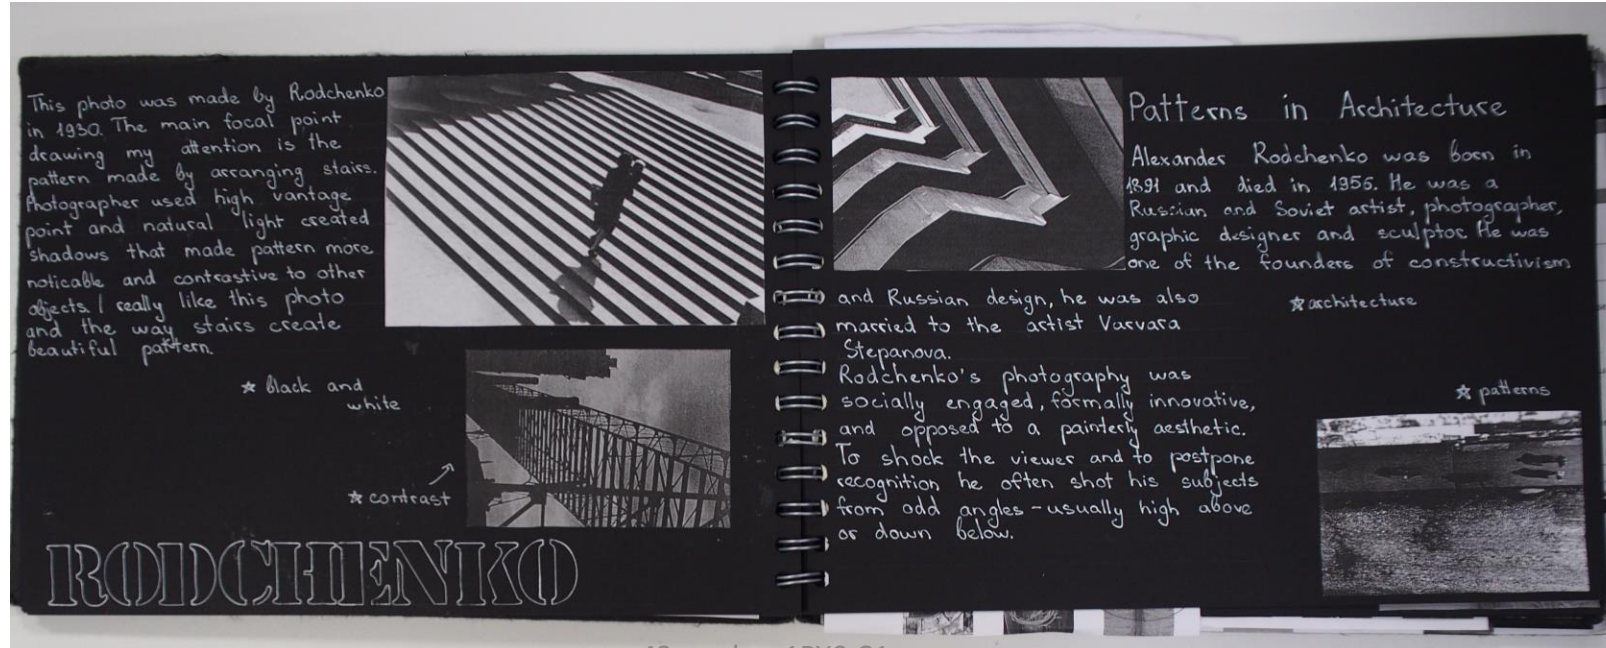 This photo was made by Rodchenko
in 1930. The main focal point
drawing my attention is the
pattern made by arranging stairs.
Photographer used high vantage
point and natural light created
shadows that made pattern more
noticable and contrastive to other
objects. I really like this photo
and the way stairs create
beautiful pattern.
☆ black and
white
☆ contrast
RODCHENKO
Patterns in Architecture
Alexander Rodchenko was born in
1891 and died in 1956. He was a
Russian and Soviet artist, photographer,
graphic designer and sculptor. He was
one of the founders of constructivism
and Russian design, he was also
married to the artist Varvara
Stepanova.
Rodchenko's photography was
socially engaged, formally innovative,
and opposed to a painterly aesthetic.
To shock the viewer and to postpone
recognition he often shot his subjects
from odd angles - usually high above
or down below.
☆ architecture
☆ patterns